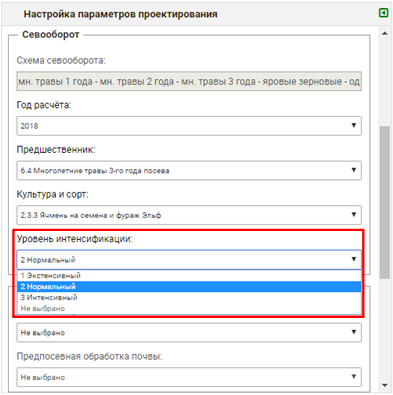 Настройка параметров проектирования
Севооборот
Схема севооборота:
мн. травы 1 года - мн. травы 2 года - мн. травы 3 года - яровые зерновые - од
Год расчёта:
2018
Предшественник:
6.4 Многолетние травы 3-го года посева
Культура и сорт:
2.3.3 Ячмень на семена и фураж Эльф
Уровень интенсификации:
2 Нормальный
1 Экстенсивный
2 Нормальный
3 Интенсивный
Не выбрано
Не выбрано
Предпосевная обработка почвы:
Не выбрано